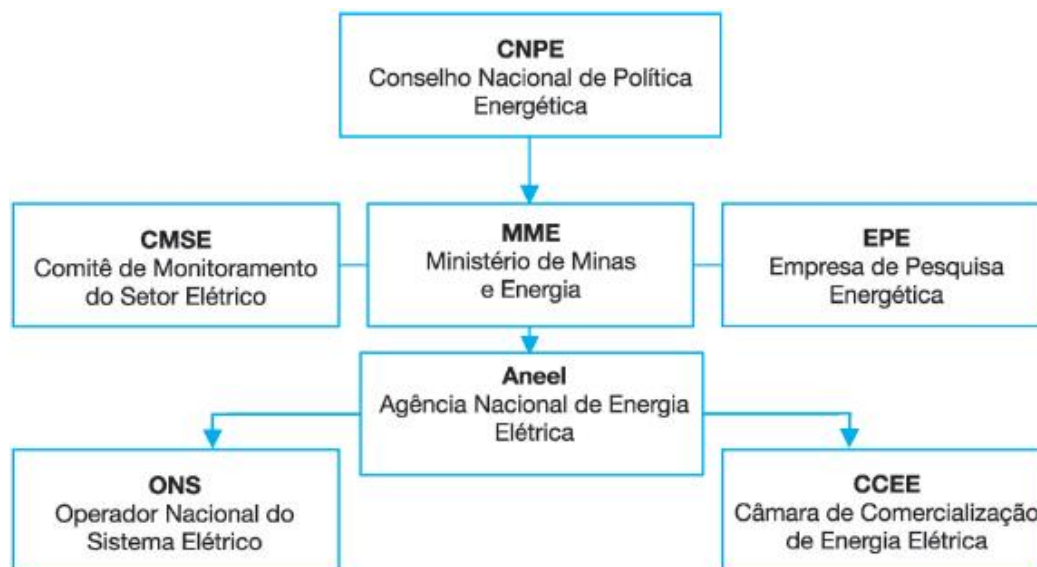 CNPE
Conselho Nacional de Política
Energética
CMSE
Comitê de Monitoramento
do Setor Elétrico
MME
Ministério de Minas
e Energia
EPE
Empresa de Pesquisa
Energética
Aneel
Agência Nacional de Energia
Elétrica
ONS
Operador Nacional do
Sistema Elétrico
CCEE
Câmara de Comercialização
de Energia Elétrica